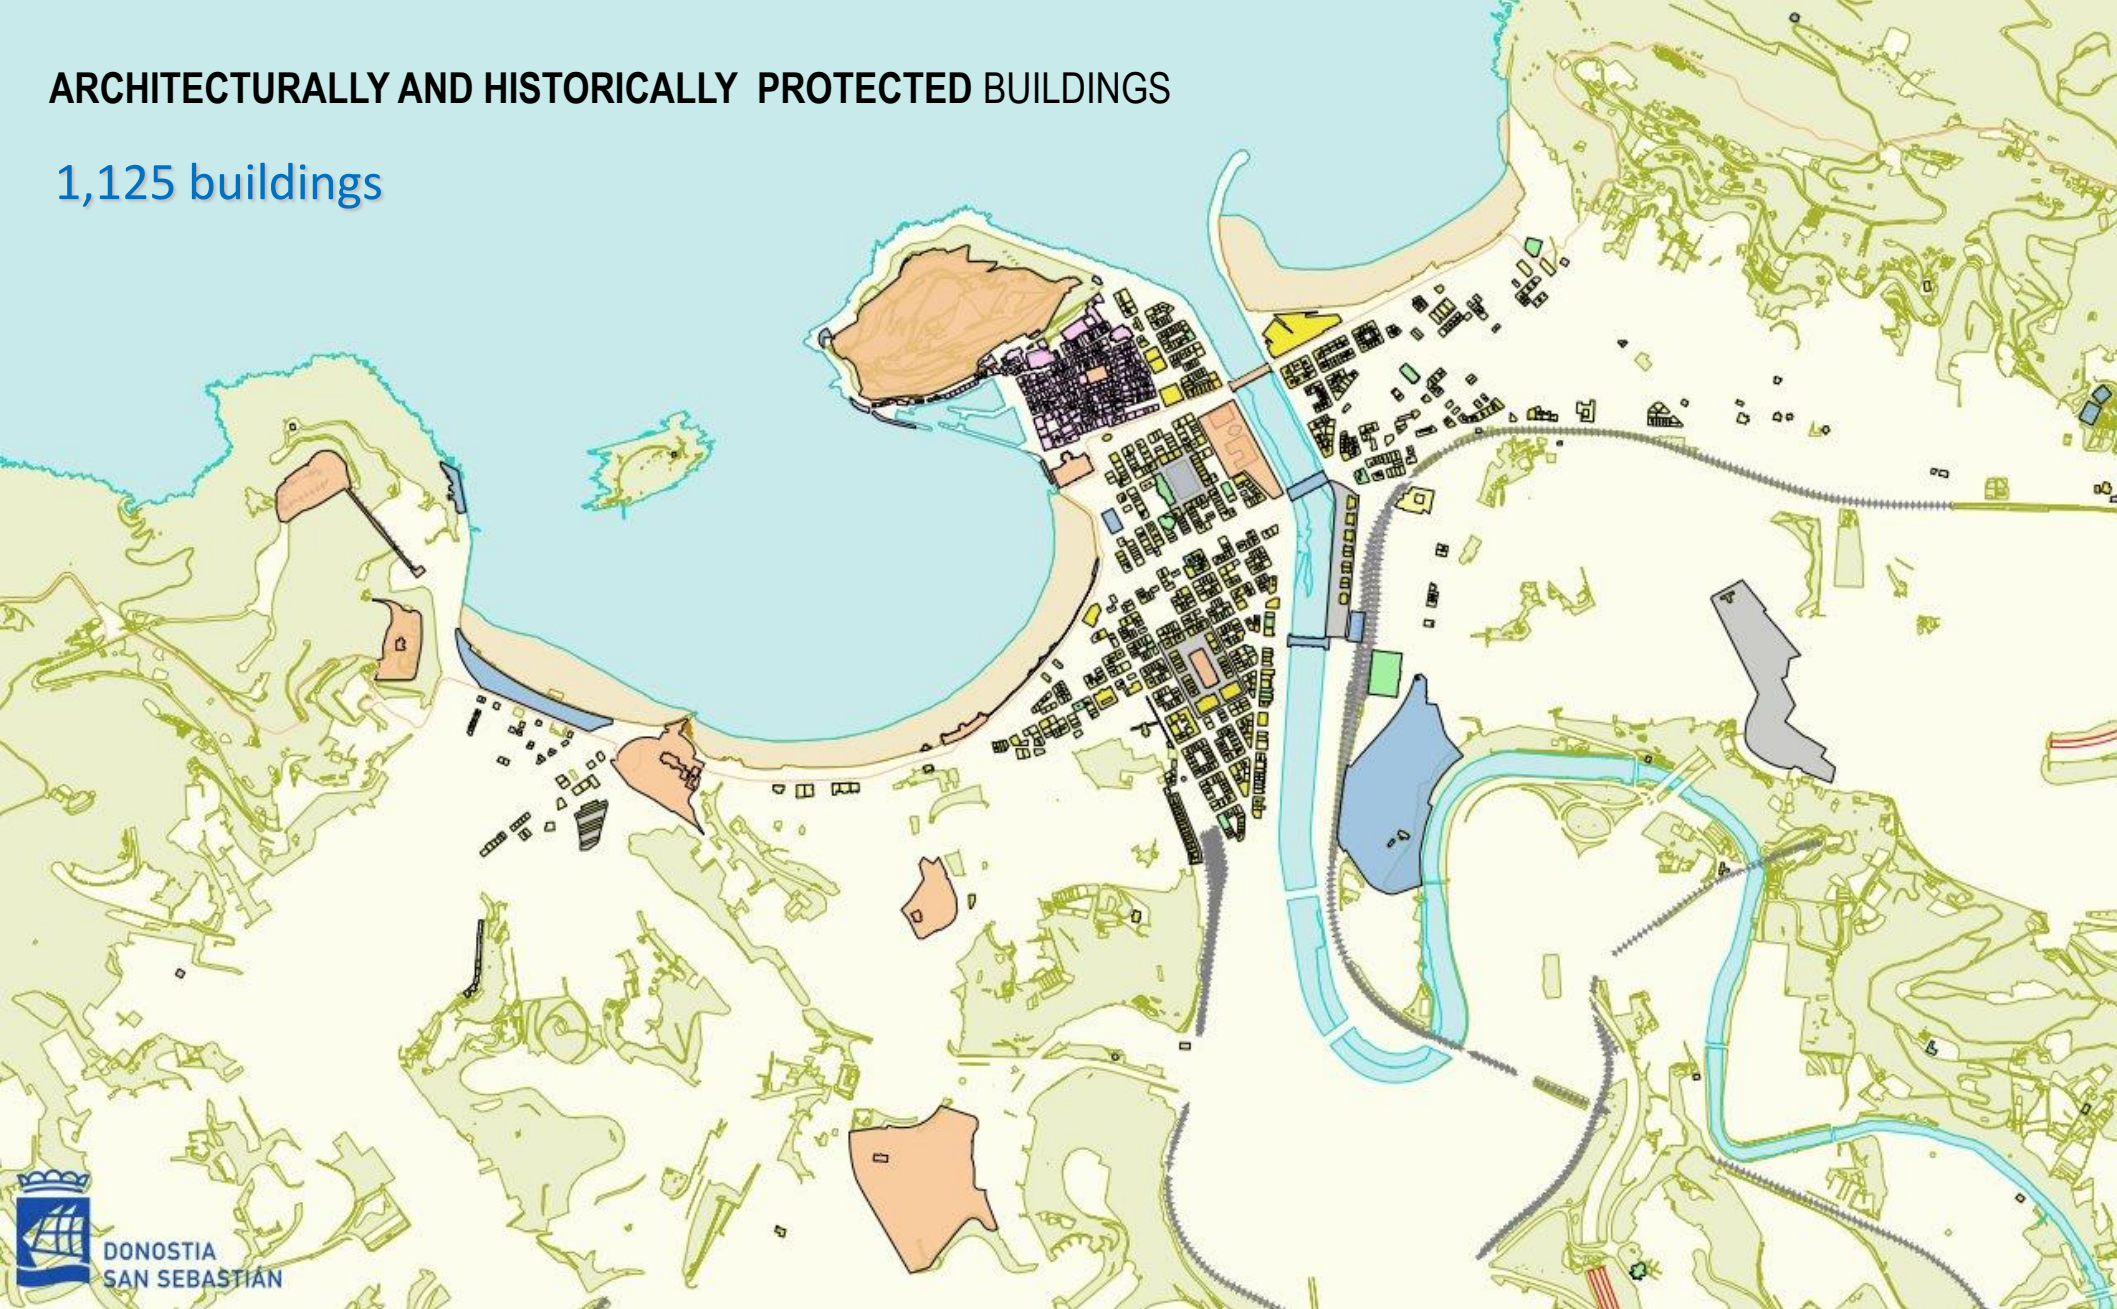 ARCHITECTURALLY AND HISTORICALLY PROTECTED BUILDINGS
1,125 buildings
DONOSTIA
SAN SEBASTIÁN